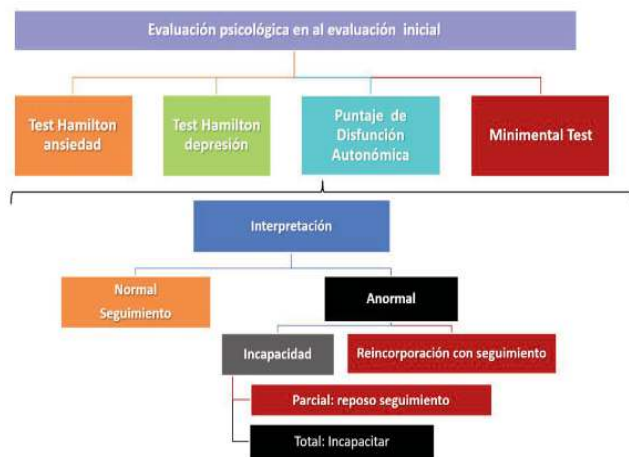 Evaluación psicológica en al evaluación inicial
Test Hamilton
ansiedad
Test Hamilton
depresión
Puntaje de
Disfunción
Autonómica
Minimental Test
Interpretación
Normal
Seguimiento
Anormal
Incapacidad
Reincorporación con seguimiento
Parcial: reposo seguimiento
Total: Incapacitar